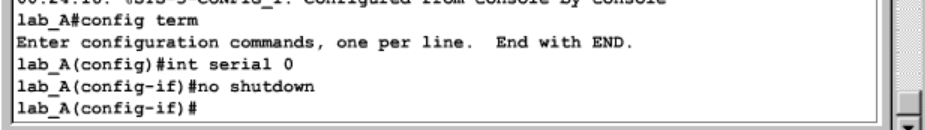 00:24:10: %SYS-5-CONFIG_I: Configured from console by console
lab_A#config term
Enter configuration commands, one per line.  End with END.
lab_A(config)#int serial 0
lab_A(config-if)#no shutdown
lab_A(config-if)#